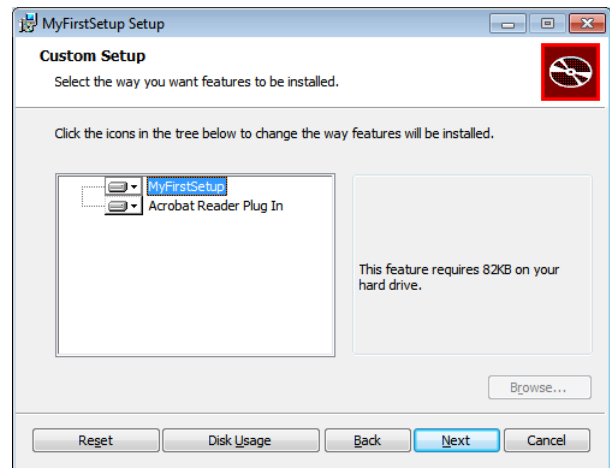 MyFirstSetup Setup
Custom Setup
Select the way you want features to be installed.
Click the icons in the tree below to change the way features will be installed.
MyFirstSetup
Acrobat Reader Plug In
This feature requires 82KB on your
hard drive.
Browse...
Reset Disk Usage Back Next Cancel